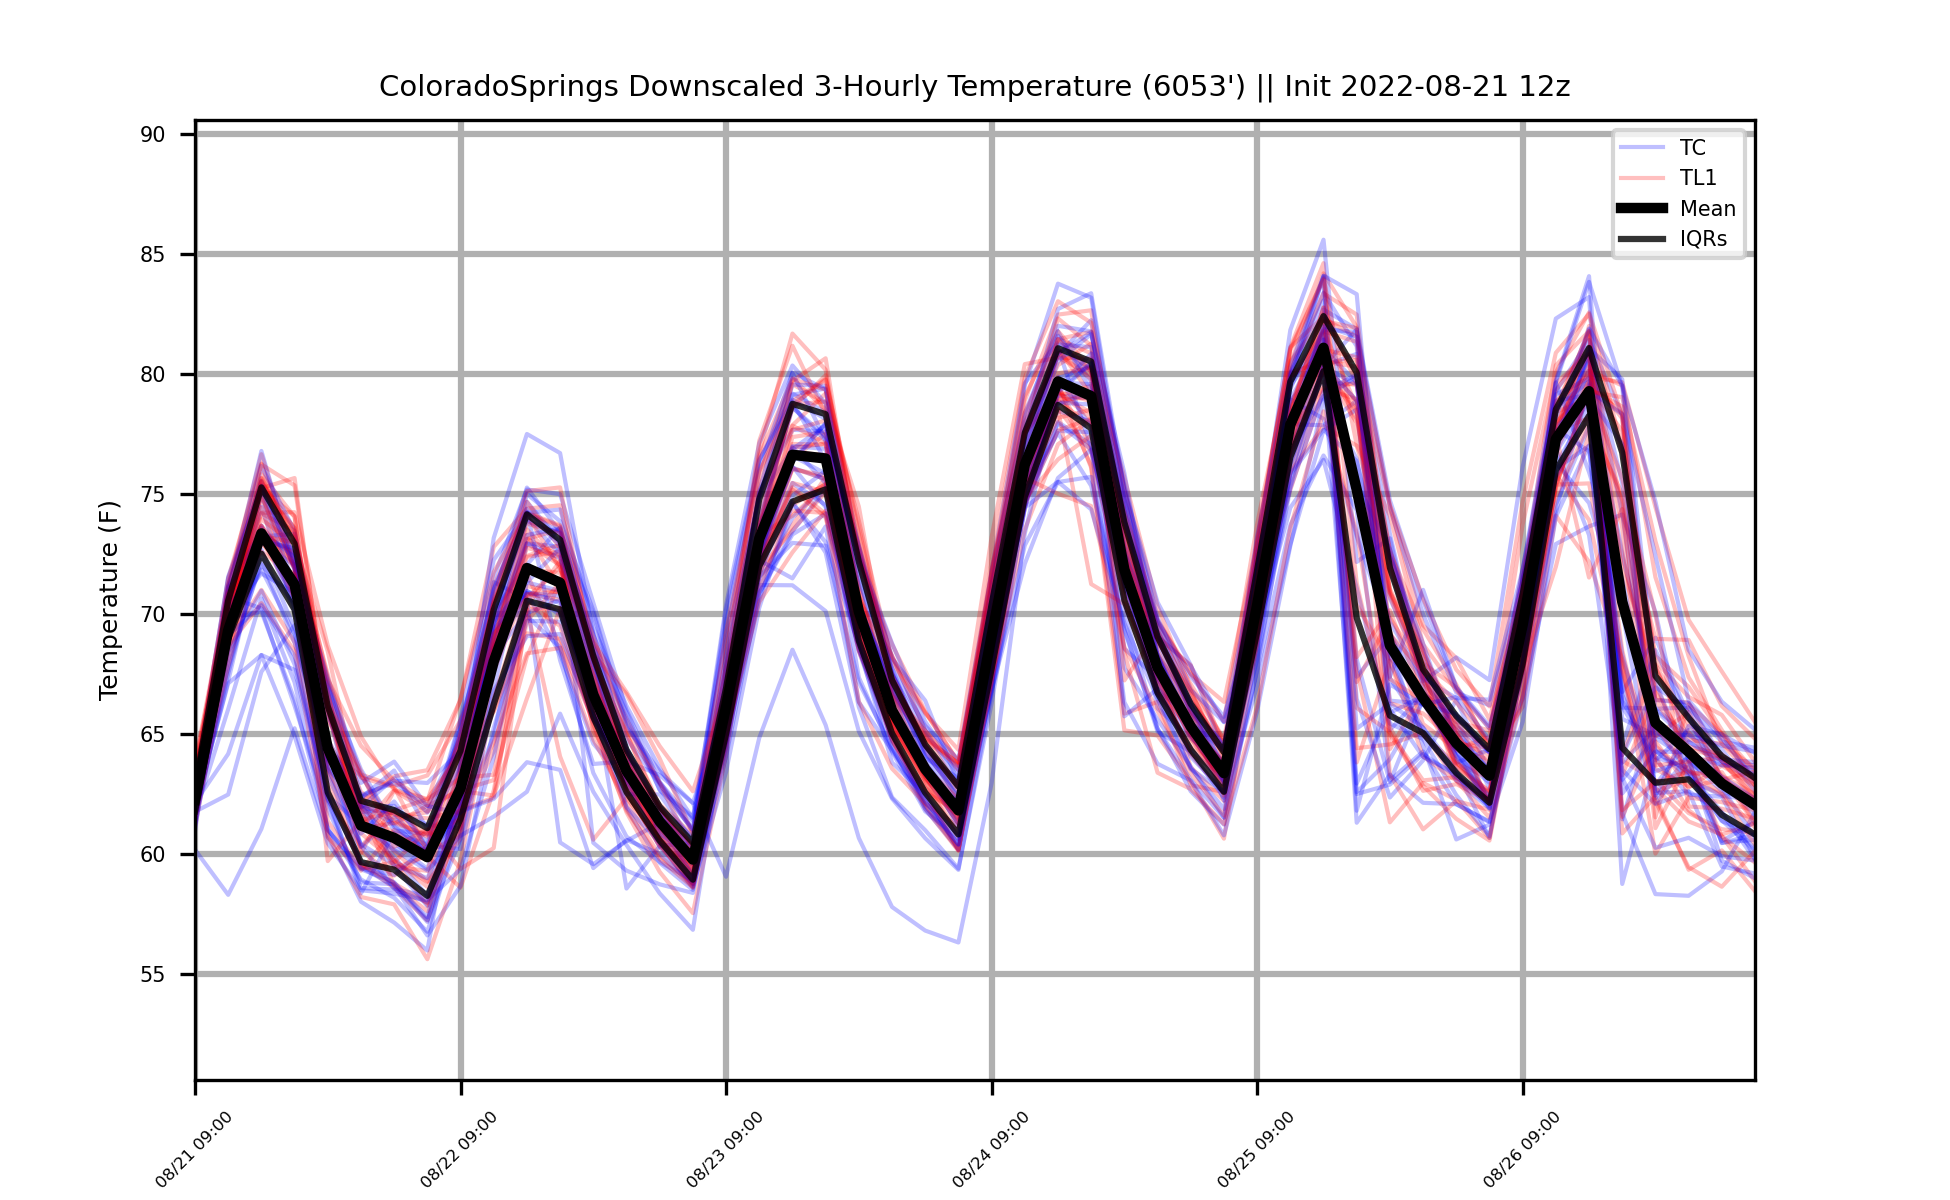 ColoradoSprings Downscaled 3-Hourly Temperature (6053') || Init 2022-08-21 12z
TC
TL1
Mean
IQRs
Temperature (F)
90
85
80
75
70
65
60
55
08/21 09:00
08/22 09:00
08/23 09:00
08/24 09:00
08/25 09:00
08/26 09:00